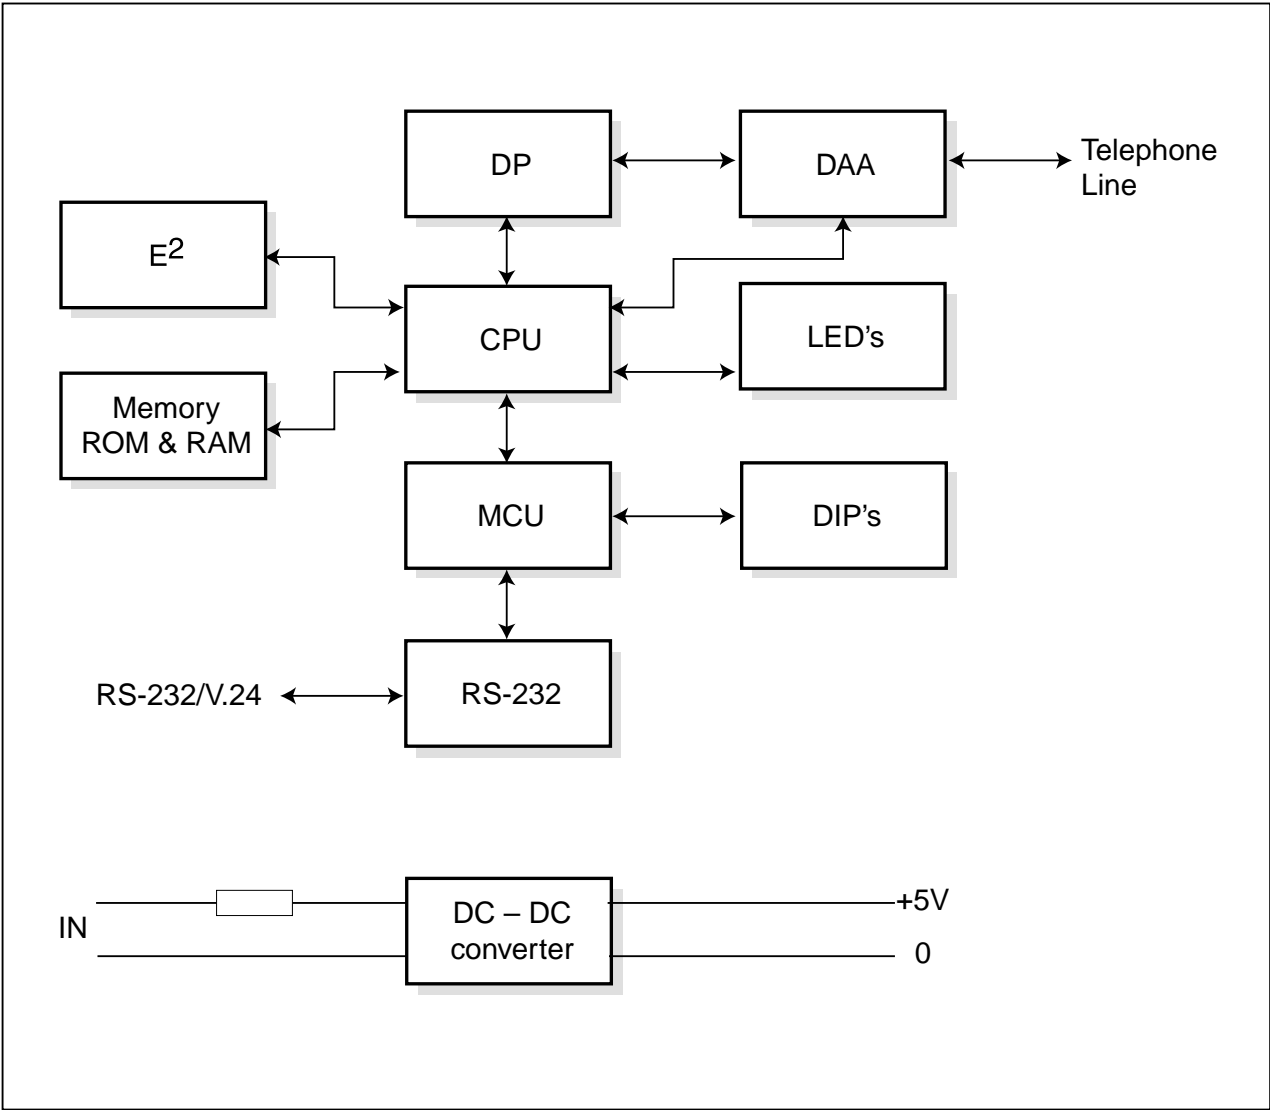 DP
DAA
Telephone
Line
E2
CPU
LED's
Memory
ROM & RAM
MCU
DIP's
RS-232/V.24
RS-232
IN
DC – DC
converter
+5V
0